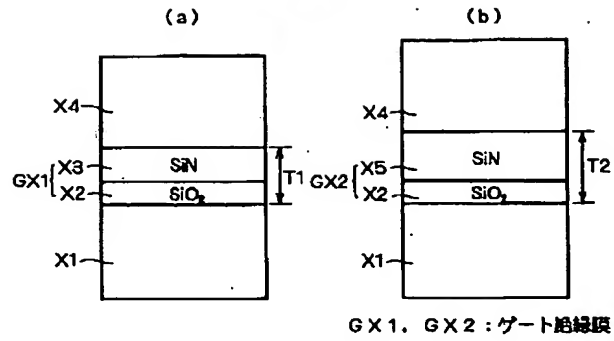 (a)
X4
X3
SiN
GX1
X2
SiO₂
T1
X1
(b)
X4
X5
SiN
GX2
X2
SiO₂
T2
X1
GX1, GX2:ゲート絶縁膜